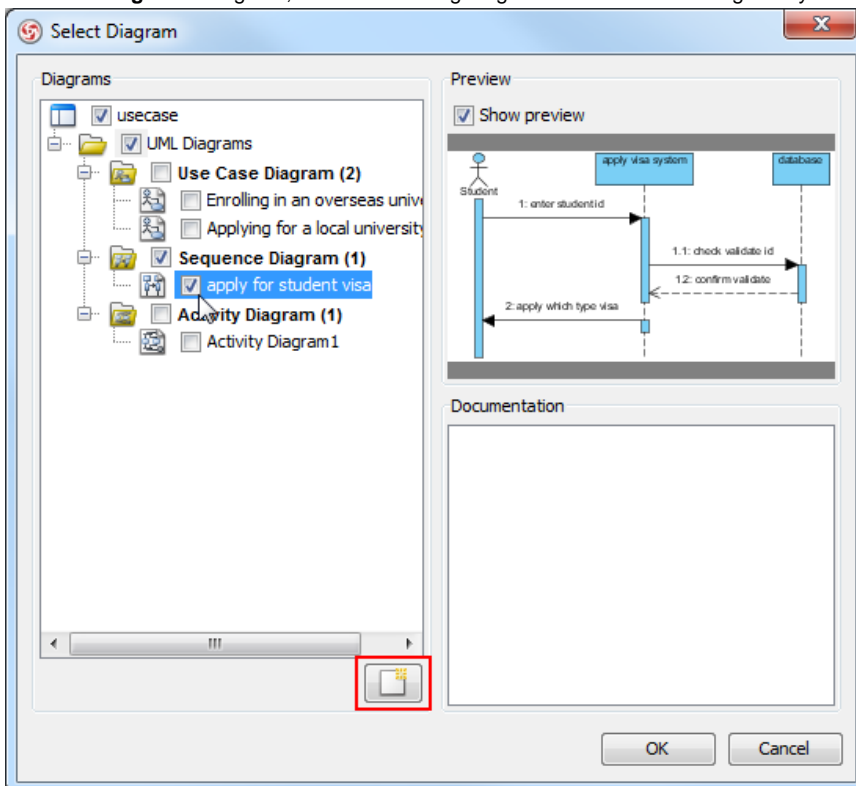 Select Diagram
Diagrams
usecase
UML Diagrams
Use Case Diagram (2)
Enrolling in an overseas univ
Applying for a local university
Sequence Diagram (1)
apply for student visa
Activity Diagram (1)
Activity Diagram1
Preview
Show preview
apply visa system
database
Student
1: enter studentid
1.1: check validate id
1.2: confirm validate
2: apply which type visa
Documentation
OK
Cancel